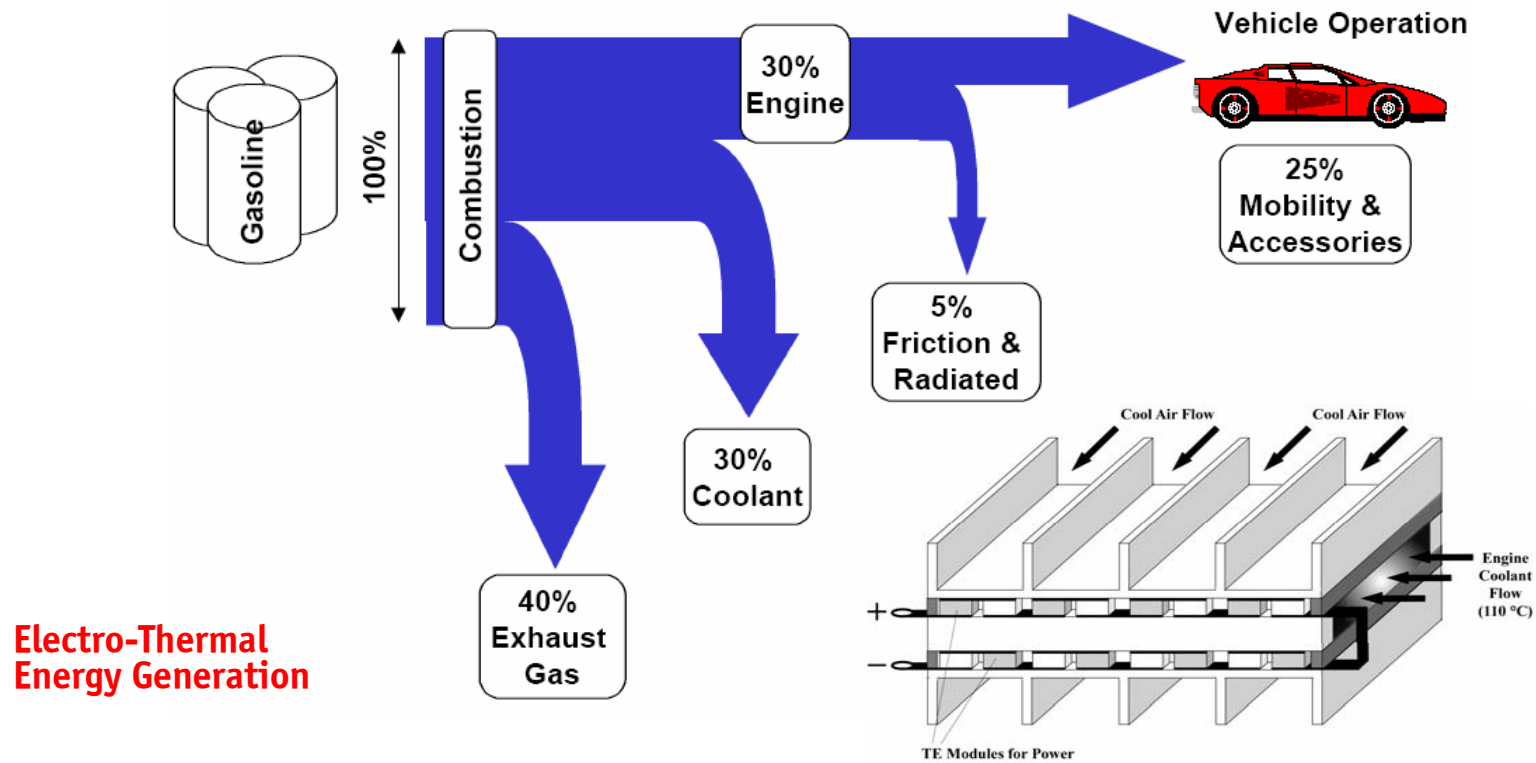 Vehicle Operation
Gasoline
100%
Combustion
30%
Engine
25%
Mobility &
Accessories
5%
Friction &
Radiated
30%
Coolant
40%
Exhaust
Gas
Electro-Thermal
Energy Generation
Cool Air Flow
Cool Air Flow
Engine
Coolant
Flow
(110 °C)
+
−
TE Modules for Power